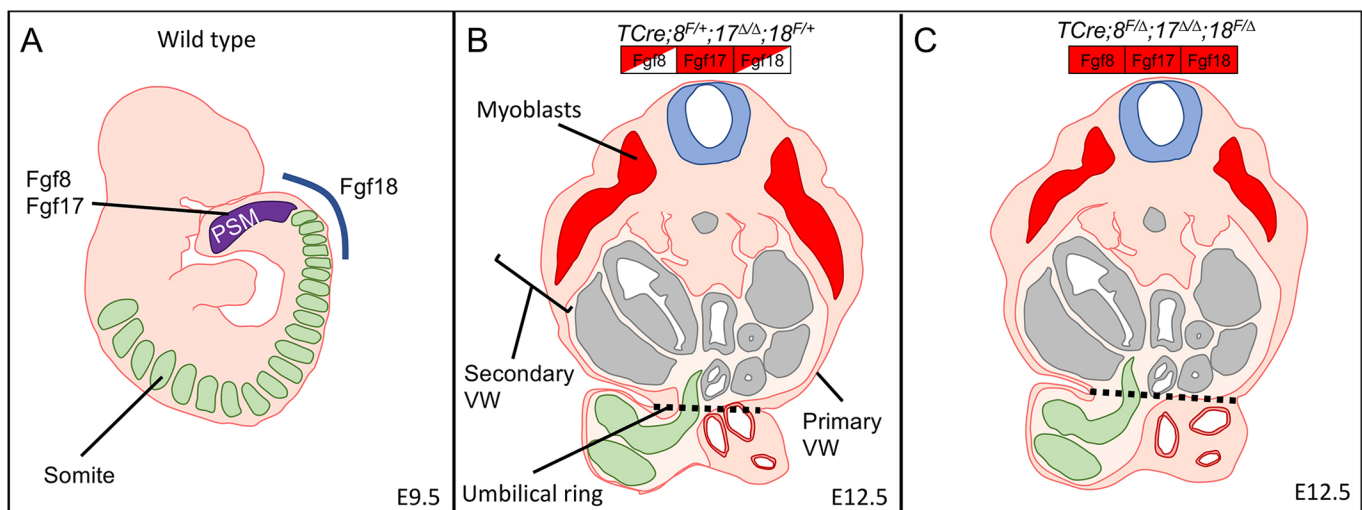 A
Wild type
Fgf8
Fgf17
PSM
Fgf18
Somite
E9.5
B
TCre;8F/+;17Δ/Δ;18F/+
Fgf8 Fgf17 Fgf18
Myoblasts
Secondary
VW
Primary
VW
Umbilical ring
E12.5
C
TCre;8F/Δ;17Δ/Δ;18F/Δ
Fgf8 Fgf17 Fgf18
E12.5